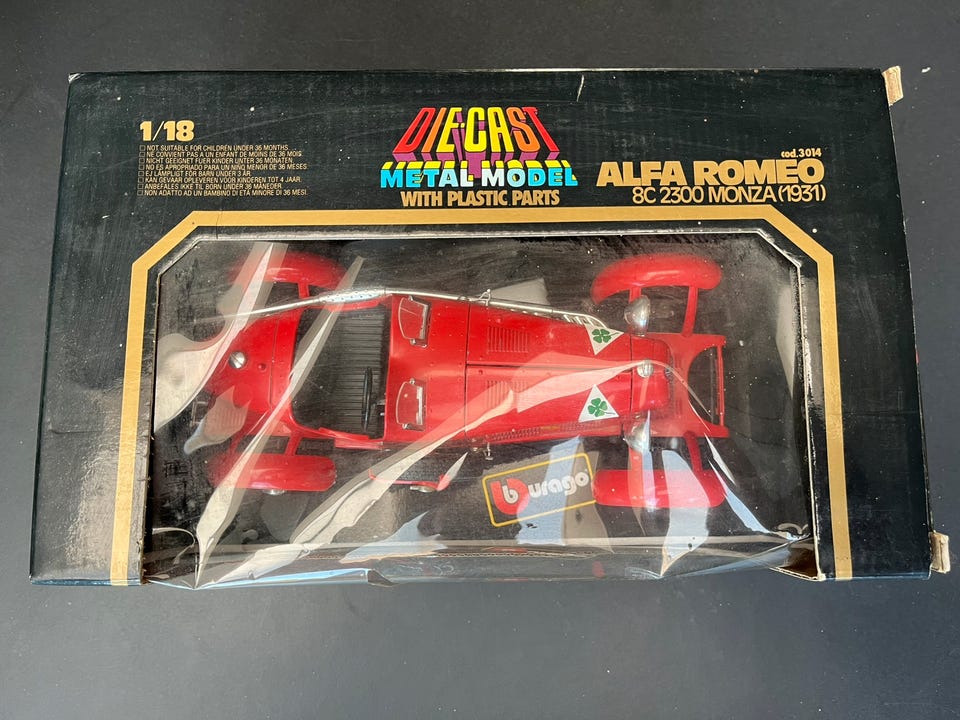 1/18
□ NOT SUITABLE FOR CHILDREN UNDER 36 MONTHS.
□ NE CONVIENT PAS A UN ENFANT DE MOINS DE 36 MOIS.
□ NICHT GEEIGNET FUER KINDER UNTER 36 MONATEN.
□ NO ES APROPRIADO PARA UN NINO MENOR DE 36 MESES.
□ EJ LÄMPLIGT FÖR BARN UNDER 3 ÅR.
□ KAN GEVAAR OPLEVEREN VOOR KINDEREN TOT 4 JAAR.
□ ANBEFALES IKKE TIL BORN UNDER 36 MÅNEDER.
□ NON ADATTO AD UN BAMBINO DI ETÀ MINORE DI 36 MESI.
DIE-CAST
METAL MODEL
WITH PLASTIC PARTS
cod.3014
ALFA ROMEO
8C 2300 MONZA (1931)
burago